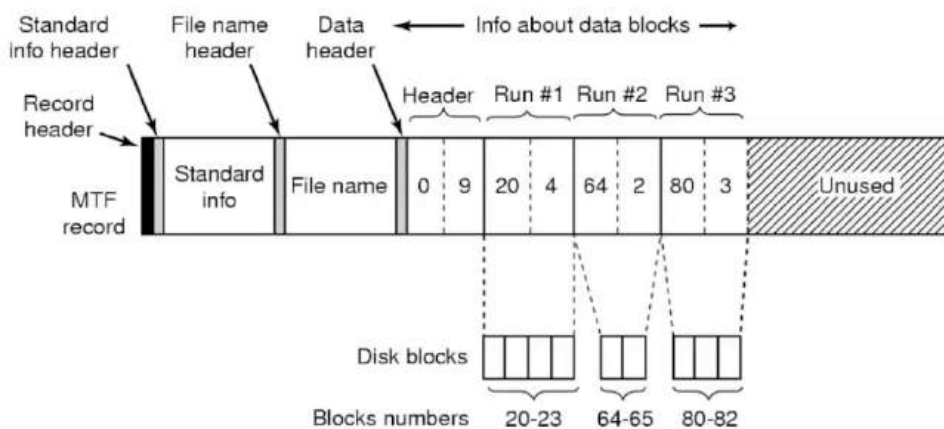 Standard
info header
File name
header
Data
header
Info about data blocks
Record
header
Header
Run #1
Run #2
Run #3
MTF
record
Standard
info
File name
0
9
20
4
64
2
80
3
Unused
Disk blocks
Blocks numbers
20-23
64-65
80-82